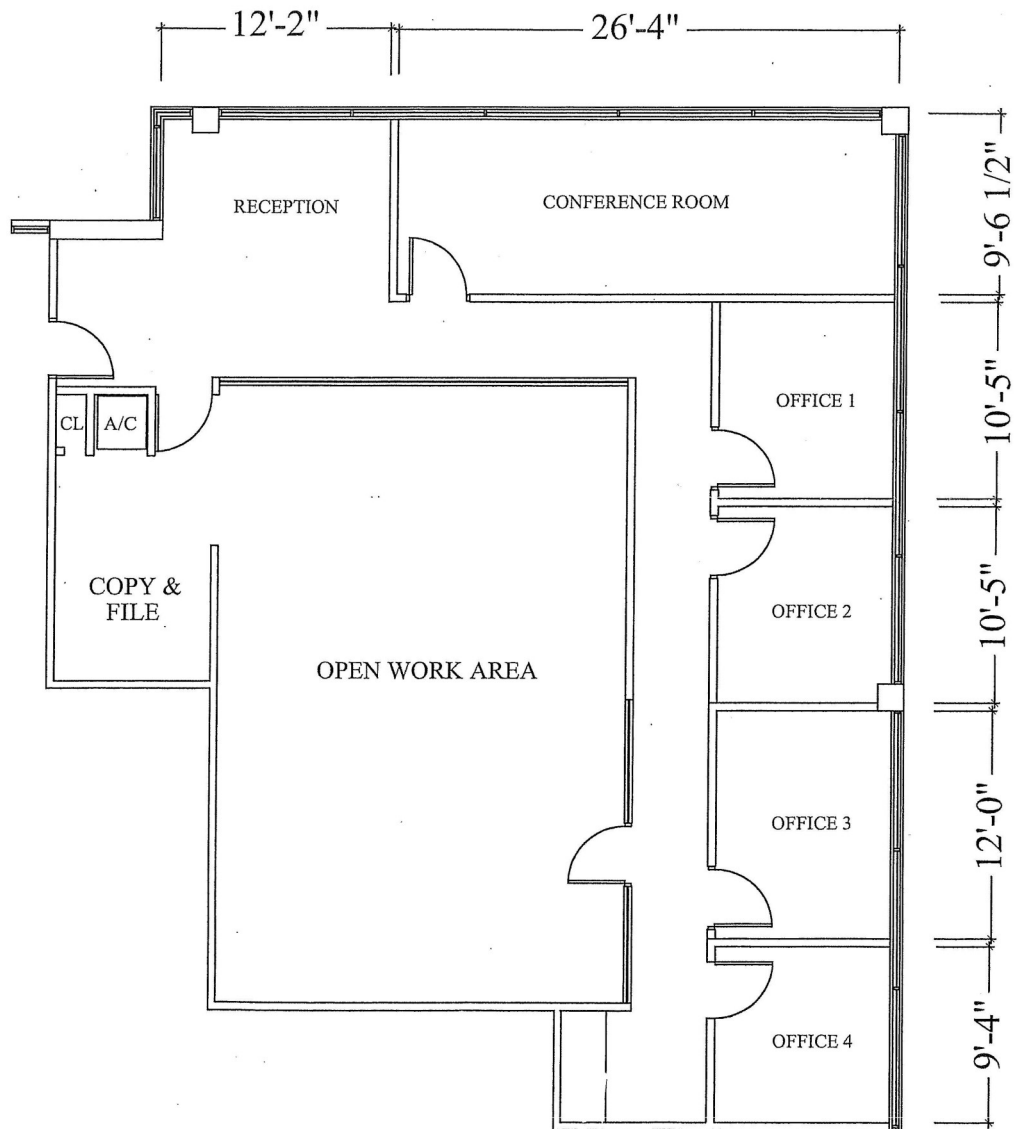 12'-2"
26'-4"
RECEPTION
CONFERENCE ROOM
9'-6 1/2"
OFFICE 1
10'-5"
CL
A/C
COPY &
FILE
OFFICE 2
10'-5"
OPEN WORK AREA
OFFICE 3
12'-0"
OFFICE 4
9'-4"